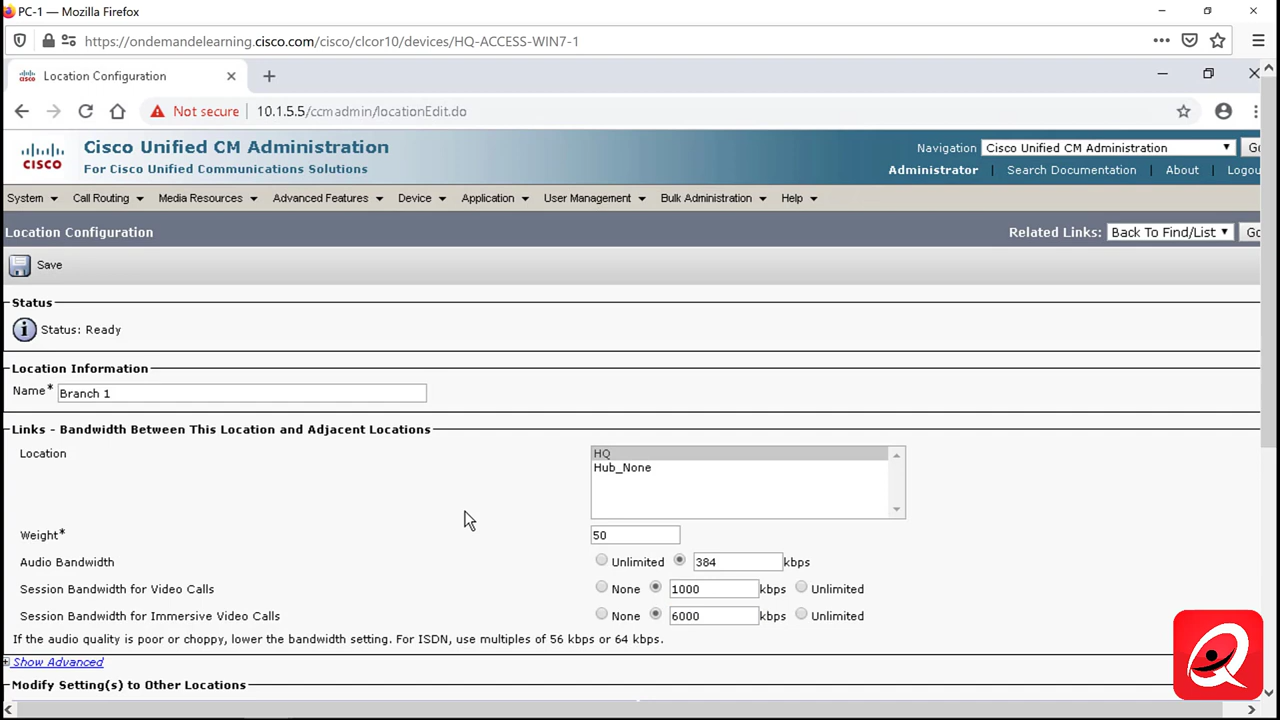 PC-1 — Mozilla Firefox
https://ondemandelearning.cisco.com/cisco/clcor10/devices/HQ-ACCESS-WIN7-1
Location Configuration
Not secure 10.1.5.5/ccmadmin/locationEdit.do
CISCO Cisco Unified CM Administration Navigation Cisco Unified CM Administration
For Cisco Unified Communications Solutions Administrator | Search Documentation | About | Logou
System Call Routing Media Resources Advanced Features Device Application User Management Bulk Administration Help
Location Configuration Related Links: Back To Find/List Go
Save
Status
Status: Ready
Location Information
Name* Branch 1
Links - Bandwidth Between This Location and Adjacent Locations
Location HQ
Hub_None
Weight* 50
Audio Bandwidth Unlimited 384 kbps
Session Bandwidth for Video Calls None 1000 kbps Unlimited
Session Bandwidth for Immersive Video Calls None 6000 kbps Unlimited
If the audio quality is poor or choppy, lower the bandwidth setting. For ISDN, use multiples of 56 kbps or 64 kbps.
Show Advanced
Modify Setting(s) to Other Locations